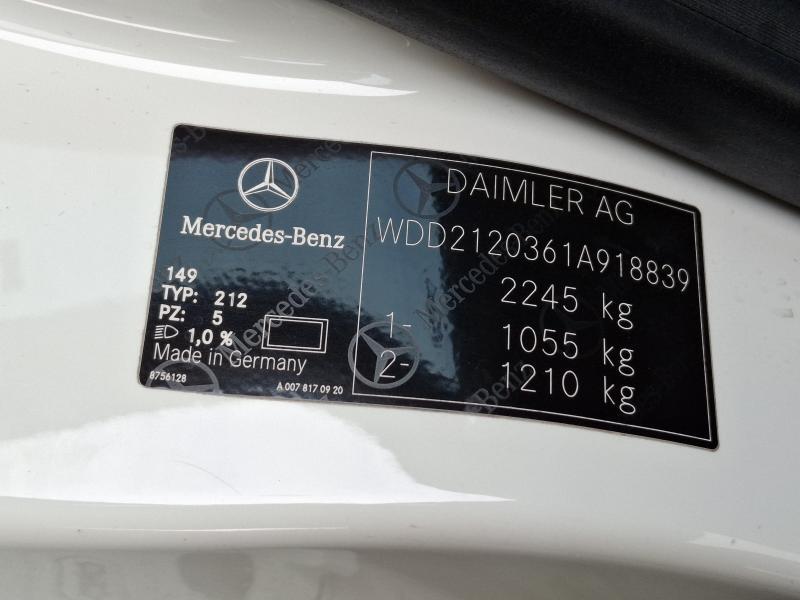 Mercedes-Benz
149
TYP: 212
PZ: 5
1,0 %
Made in Germany
8756128
A 007 817 09 20
DAIMLER AG
WDD2120361A918839
2245 kg
1- 1055 kg
2- 1210 kg